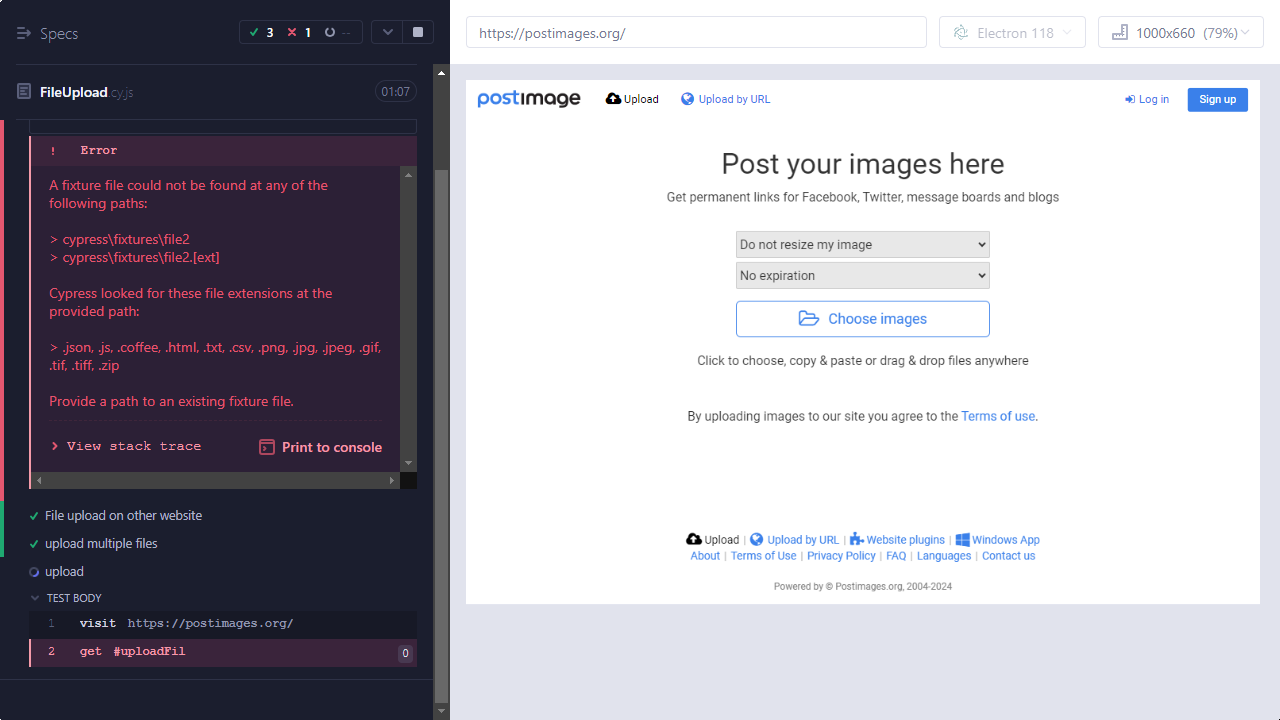 Specs
3 1 --
FileUpload.cy.js
01:07
! Error
A fixture file could not be found at any of the
following paths:
> cypress\fixtures\file2
> cypress\fixtures\file2.[ext]
Cypress looked for these file extensions at the
provided path:
> .json, .js, .coffee, .html, .txt, .csv, .png, .jpg, .jpeg, .gif,
.tif, .tiff, .zip
Provide a path to an existing fixture file.
> View stack trace
Print to console
File upload on other website
upload multiple files
upload
TEST BODY
1 visit https://postimages.org/
2 get #uploadFil 0
https://postimages.org/
Electron 118
1000x660 (79%)
postimage
Upload
Upload by URL
Log in
Sign up
Post your images here
Get permanent links for Facebook, Twitter, message boards and blogs
Do not resize my image
No expiration
Choose images
Click to choose, copy & paste or drag & drop files anywhere
By uploading images to our site you agree to the Terms of use.
Upload | Upload by URL | Website plugins | Windows App
About | Terms of Use | Privacy Policy | FAQ | Languages | Contact us
Powered by © Postimages.org, 2004-2024